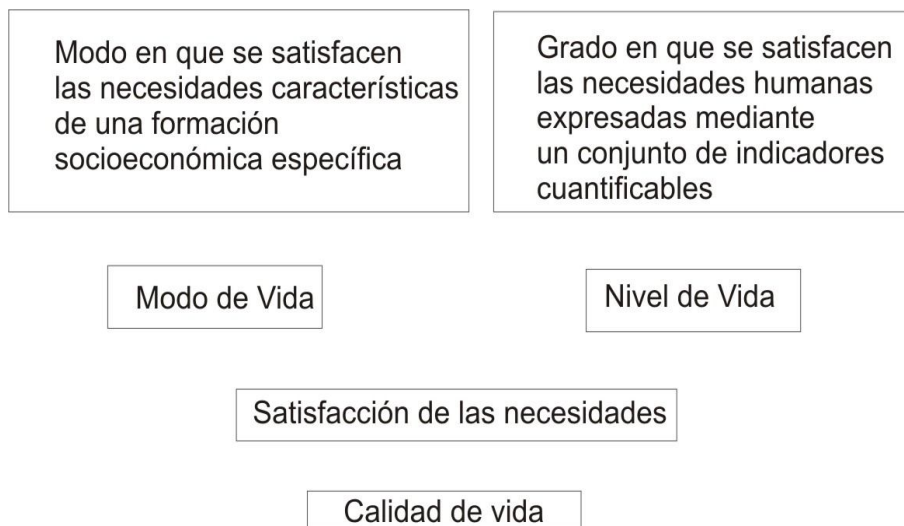 Modo en que se satisfacen
las necesidades características
de una formación
socioeconómica específica
Grado en que se satisfacen
las necesidades humanas
expresadas mediante
un conjunto de indicadores
cuantificables
Modo de Vida
Nivel de Vida
Satisfacción de las necesidades
Calidad de vida